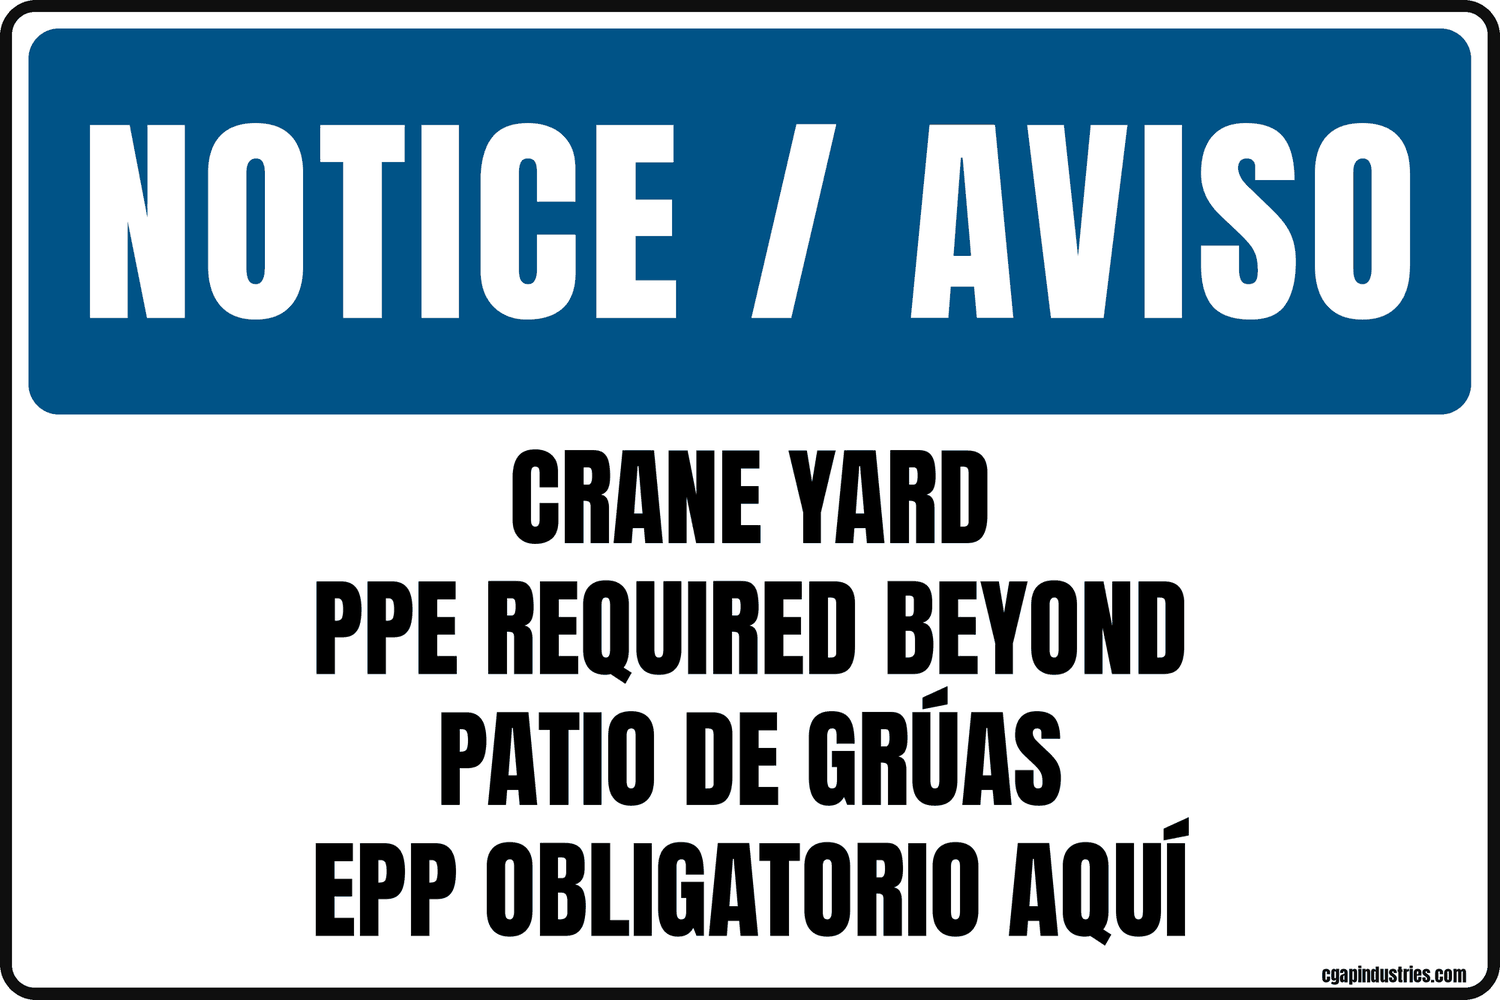 NOTICE / AVISO
CRANE YARD
PPE REQUIRED BEYOND
PATIO DE GRÚAS
EPP OBLIGATORIO AQUÍ
cgapindustries.com